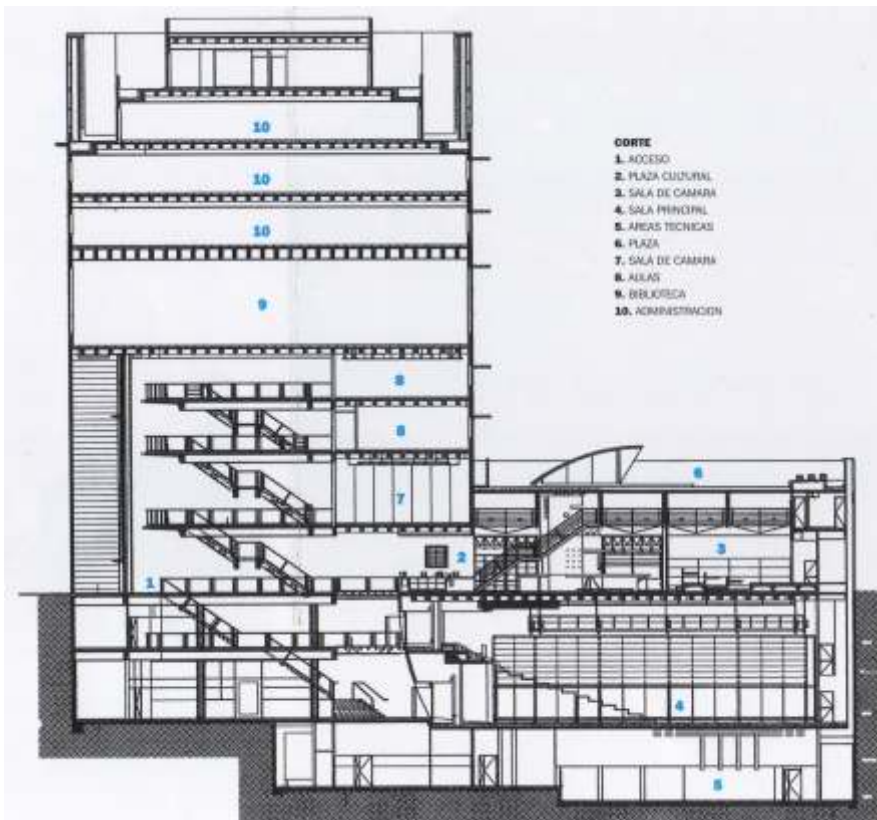 10
10
10
9
8
8
7
6
2
3
1
4
5
CORTE
1. ACCESO
2. PLAZA CULTURAL
3. SALA DE CAMARA
4. SALA PRINCIPAL
5. AREAS TECNICAS
6. PLAZA
7. SALA DE CAMARA
8. AULAS
9. BIBLIOTECA
10. ADMINISTRACION